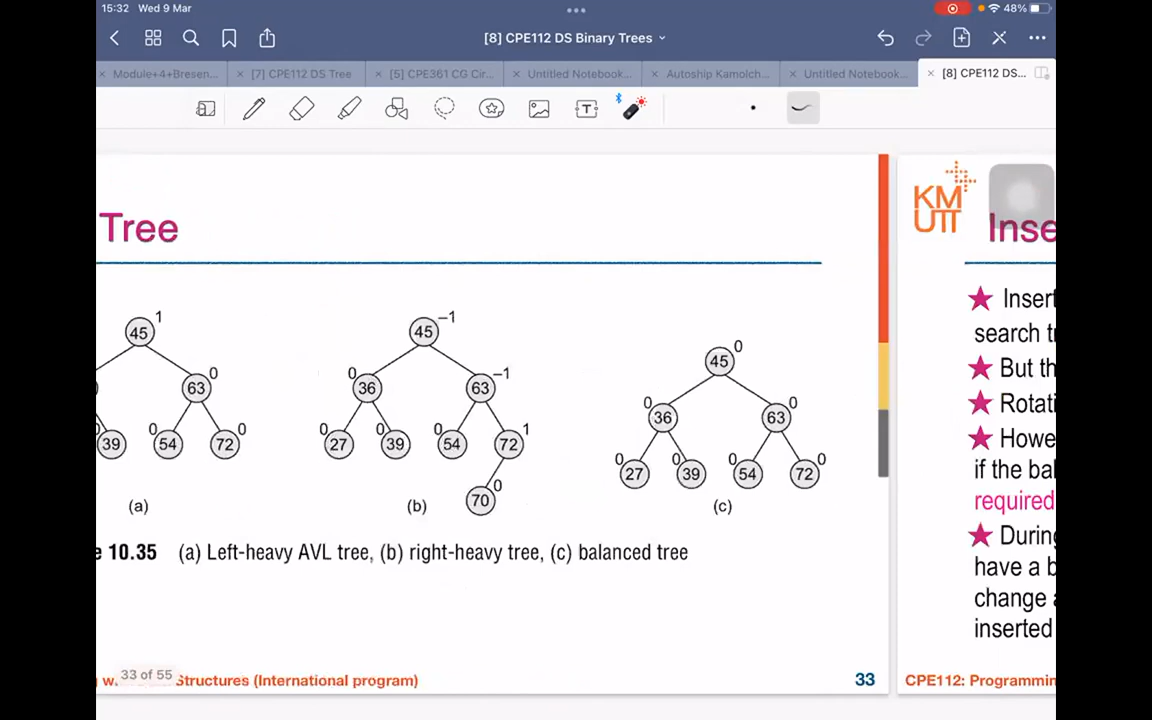 15:32 Wed 9 Mar
48%
[8] CPE112 DS Binary Trees
Module+4+Bresen...
[7] CPE112 DS Tree
[5] CPE361 CG Cir...
Untitled Notebook...
Autoship Kamolch...
Untitled Notebook...
[8] CPE112 DS...
T
Tree
45 1
63 0
39 0
54 0
72 0
(a)
45 –1
36 0
63 –1
27 0
39 0
54 0
72 1
70 0
(b)
45 0
36 0
63 0
27 0
39 0
54 0
72 0
(c)
10.35 (a) Left-heavy AVL tree, (b) right-heavy tree, (c) balanced tree
33 of 55
Structures (International program)
33
KM
UTT
Inse
Insert
search tr
But th
Rotati
Howe
if the bal
required
During
have a b
change a
inserted
CPE112: Programmin